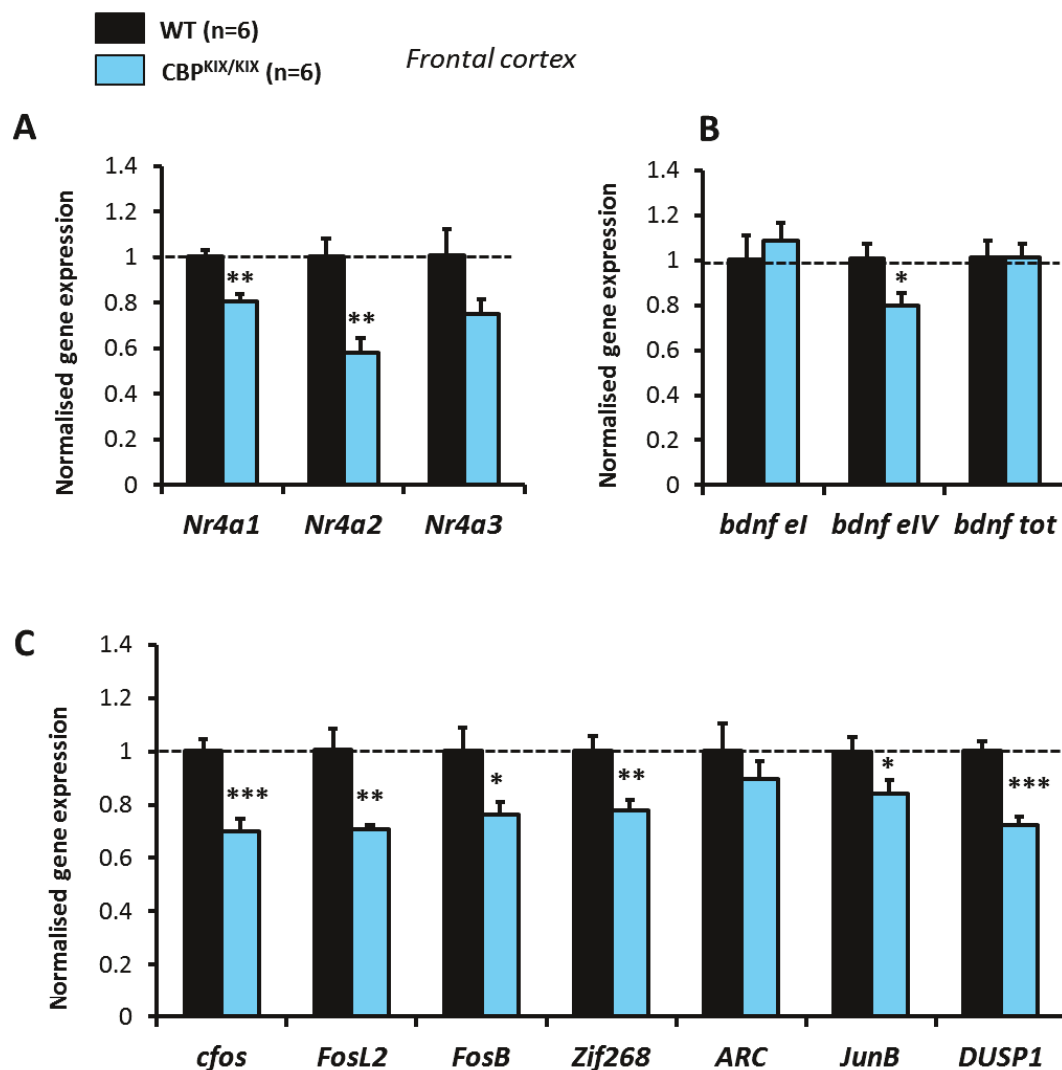 WT (n=6)
CBPKIX/KIX (n=6)
Frontal cortex
A
Normalised gene expression
1.4
1.2
1
0.8
0.6
0.4
0.2
0
**
**
Nr4a1 Nr4a2 Nr4a3
B
Normalised gene expression
1.4
1.2
1
0.8
0.6
0.4
0.2
0
*
bdnf eI bdnf eIV bdnf tot
C
Normalised gene expression
1.4
1.2
1
0.8
0.6
0.4
0.2
0
*** ** * ** * ***
cfos FosL2 FosB Zif268 ARC JunB DUSP1